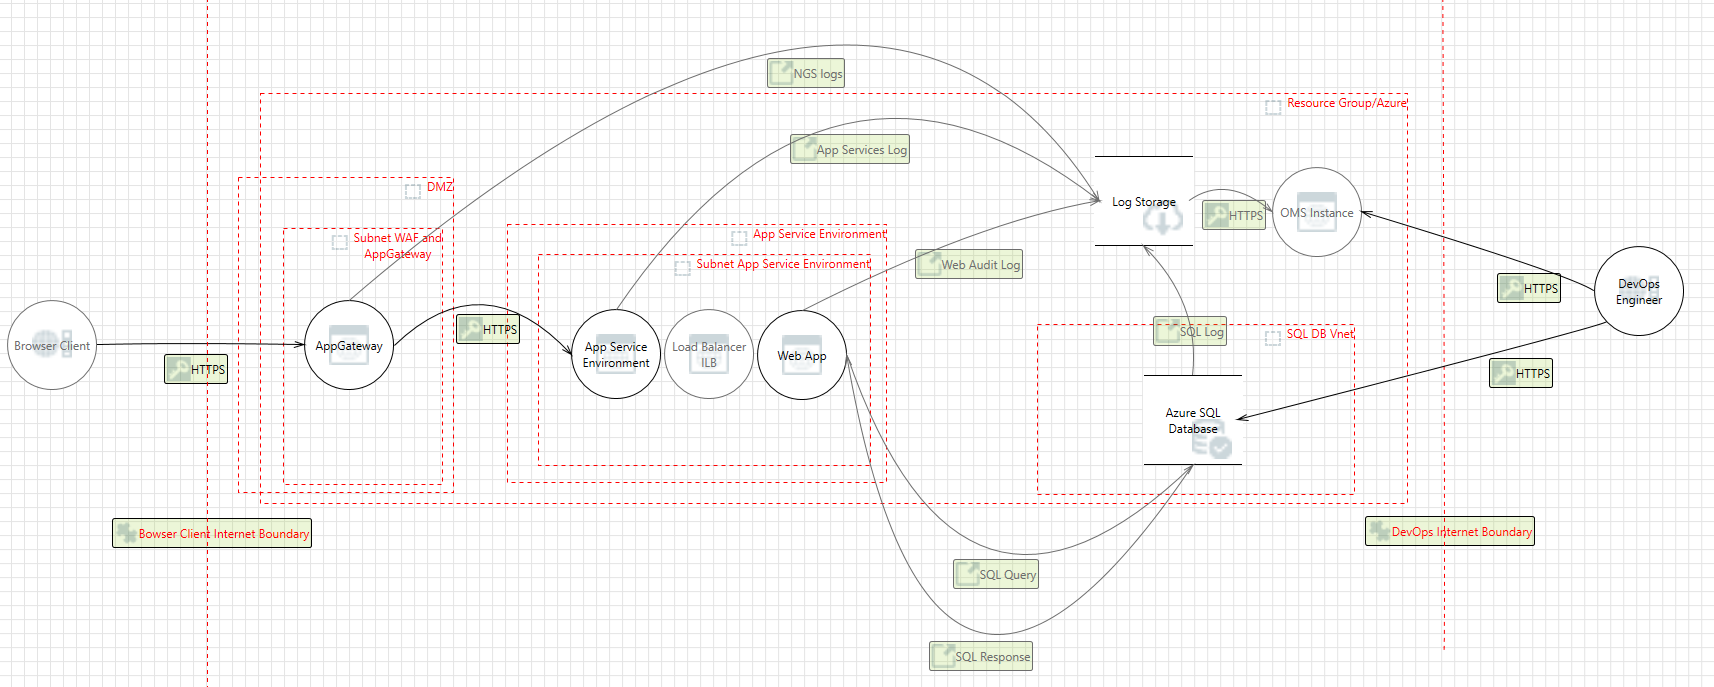 NGS logs
Resource Group/Azure
App Services Log
DMZ
Log Storage
HTTPS
OMS Instance
Subnet WAF and
AppGateway
App Service Environment
Subnet App Service Environment
Web Audit Log
HTTPS
DevOps
Engineer
Browser Client
AppGateway
HTTPS
App Service
Environment
Load Balancer
ILB
Web App
SQL Log
SQL DB Vnet
HTTPS
HTTPS
Azure SQL
Database
Bowser Client Internet Boundary
DevOps Internet Boundary
SQL Query
SQL Response